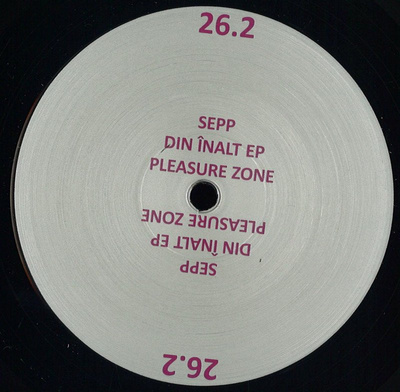 26.2
SEPP
DIN ÎNALT EP
PLEASURE ZONE
PLEASURE ZONE
DIN ÎNALT EP
SEPP
26.2